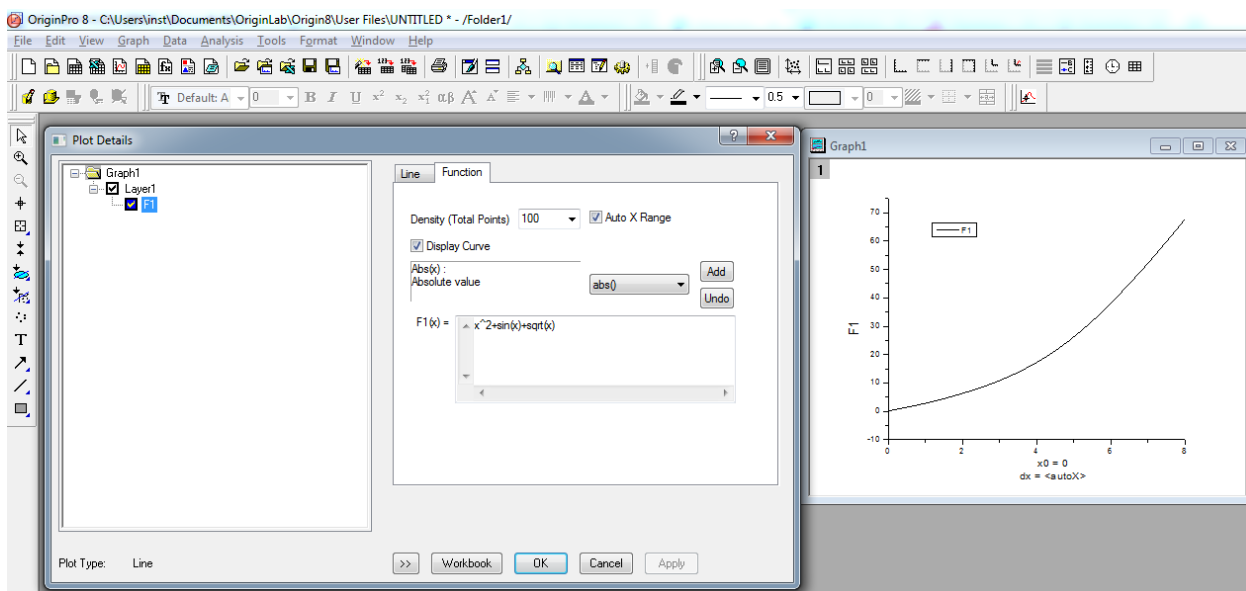 OriginPro 8 - C:\Users\inst\Documents\OriginLab\Origin8\User Files\UNTITLED * - /Folder1/
File Edit View Graph Data Analysis Tools Format Window Help
Default: A 0 B I U x² x₂ x₁² αβ A A 0.5 0
Plot Details
Graph1
Layer1
F1
Line Function
Density (Total Points) 100 Auto X Range
Display Curve
Abs(x) :
Absolute value
abs()
Add
Undo
F1(x) = x^2+sin(x)+sqrt(x)
Plot Type: Line
>> Workbook OK Cancel Apply
T
Graph1
1
F1
70
60
50
40
30
20
10
0
-10
F1
0 2 4 6 8
x0 = 0
dx = <autoX>